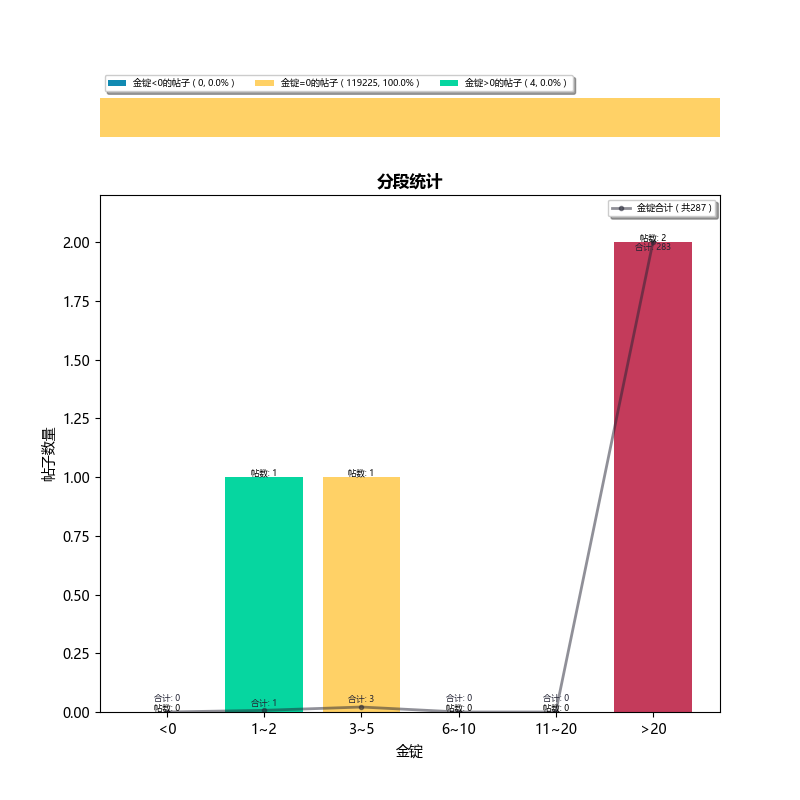 金锭<0的帖子 ( 0, 0.0% ) 金锭=0的帖子 ( 119225, 100.0% ) 金锭>0的帖子 ( 4, 0.0% )
分段统计
金锭合计 ( 共287 )
2.00
1.75
1.50
1.25
1.00
0.75
0.50
0.25
0.00
帖子数量
帖数: 2
合计: 283
帖数: 1
帖数: 1
合计: 0
帖数: 0
合计: 1
合计: 3
合计: 0
帖数: 0
合计: 0
帖数: 0
<0
1~2
3~5
6~10
11~20
>20
金锭